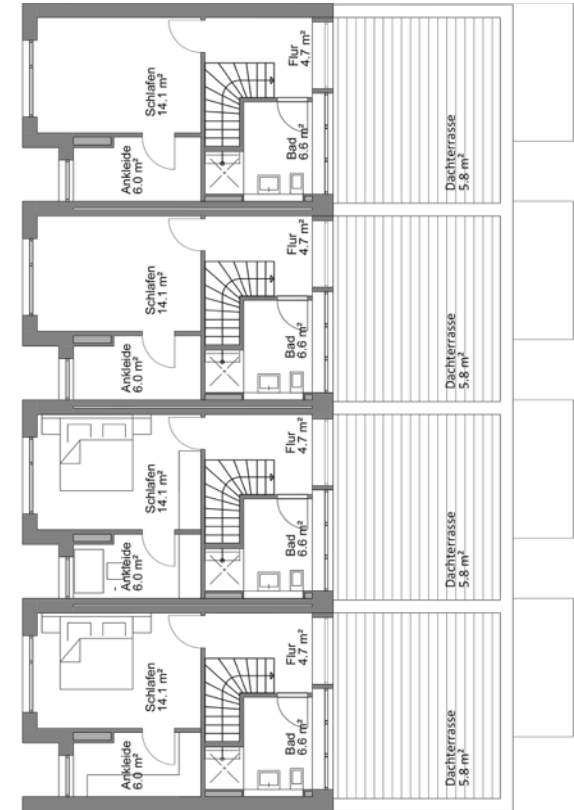 Schlafen
14.1 m²
Ankleide
6.0 m²
Flur
4.7 m²
Bad
6.6 m²
Dachterrasse
5.8 m²
Schlafen
14.1 m²
Ankleide
6.0 m²
Flur
4.7 m²
Bad
6.6 m²
Dachterrasse
5.8 m²
Schlafen
14.1 m²
Ankleide
6.0 m²
Flur
4.7 m²
Bad
6.6 m²
Dachterrasse
5.8 m²
Schlafen
14.1 m²
Ankleide
6.0 m²
Flur
4.7 m²
Bad
6.6 m²
Dachterrasse
5.8 m²